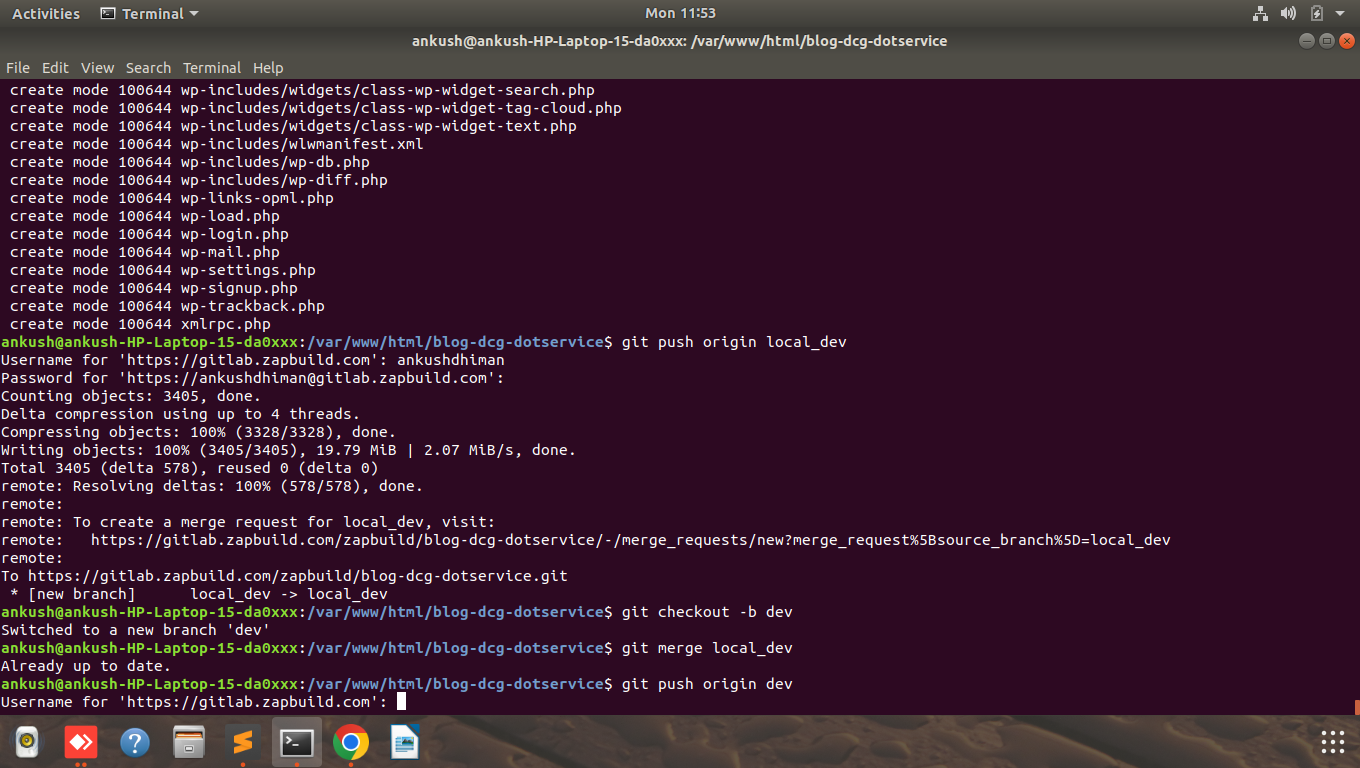 Activities Terminal Mon 11:53
ankush@ankush-HP-Laptop-15-da0xxx: /var/www/html/blog-dcg-dotservice
File Edit View Search Terminal Help
create mode 100644 wp-includes/widgets/class-wp-widget-search.php
create mode 100644 wp-includes/widgets/class-wp-widget-tag-cloud.php
create mode 100644 wp-includes/widgets/class-wp-widget-text.php
create mode 100644 wp-includes/wlwmanifest.xml
create mode 100644 wp-includes/wp-db.php
create mode 100644 wp-includes/wp-diff.php
create mode 100644 wp-links-opml.php
create mode 100644 wp-load.php
create mode 100644 wp-login.php
create mode 100644 wp-mail.php
create mode 100644 wp-settings.php
create mode 100644 wp-signup.php
create mode 100644 wp-trackback.php
create mode 100644 xmlrpc.php
ankush@ankush-HP-Laptop-15-da0xxx:/var/www/html/blog-dcg-dotservice$ git push origin local_dev
Username for 'https://gitlab.zapbuild.com': ankushdhiman
Password for 'https://ankushdhiman@gitlab.zapbuild.com':
Counting objects: 3405, done.
Delta compression using up to 4 threads.
Compressing objects: 100% (3328/3328), done.
Writing objects: 100% (3405/3405), 19.79 MiB | 2.07 MiB/s, done.
Total 3405 (delta 578), reused 0 (delta 0)
remote: Resolving deltas: 100% (578/578), done.
remote:
remote: To create a merge request for local_dev, visit:
remote:   https://gitlab.zapbuild.com/zapbuild/blog-dcg-dotservice/-/merge_requests/new?merge_request%5Bsource_branch%5D=local_dev
remote:
To https://gitlab.zapbuild.com/zapbuild/blog-dcg-dotservice.git
* [new branch]      local_dev -> local_dev
ankush@ankush-HP-Laptop-15-da0xxx:/var/www/html/blog-dcg-dotservice$ git checkout -b dev
Switched to a new branch 'dev'
ankush@ankush-HP-Laptop-15-da0xxx:/var/www/html/blog-dcg-dotservice$ git merge local_dev
Already up to date.
ankush@ankush-HP-Laptop-15-da0xxx:/var/www/html/blog-dcg-dotservice$ git push origin dev
Username for 'https://gitlab.zapbuild.com':